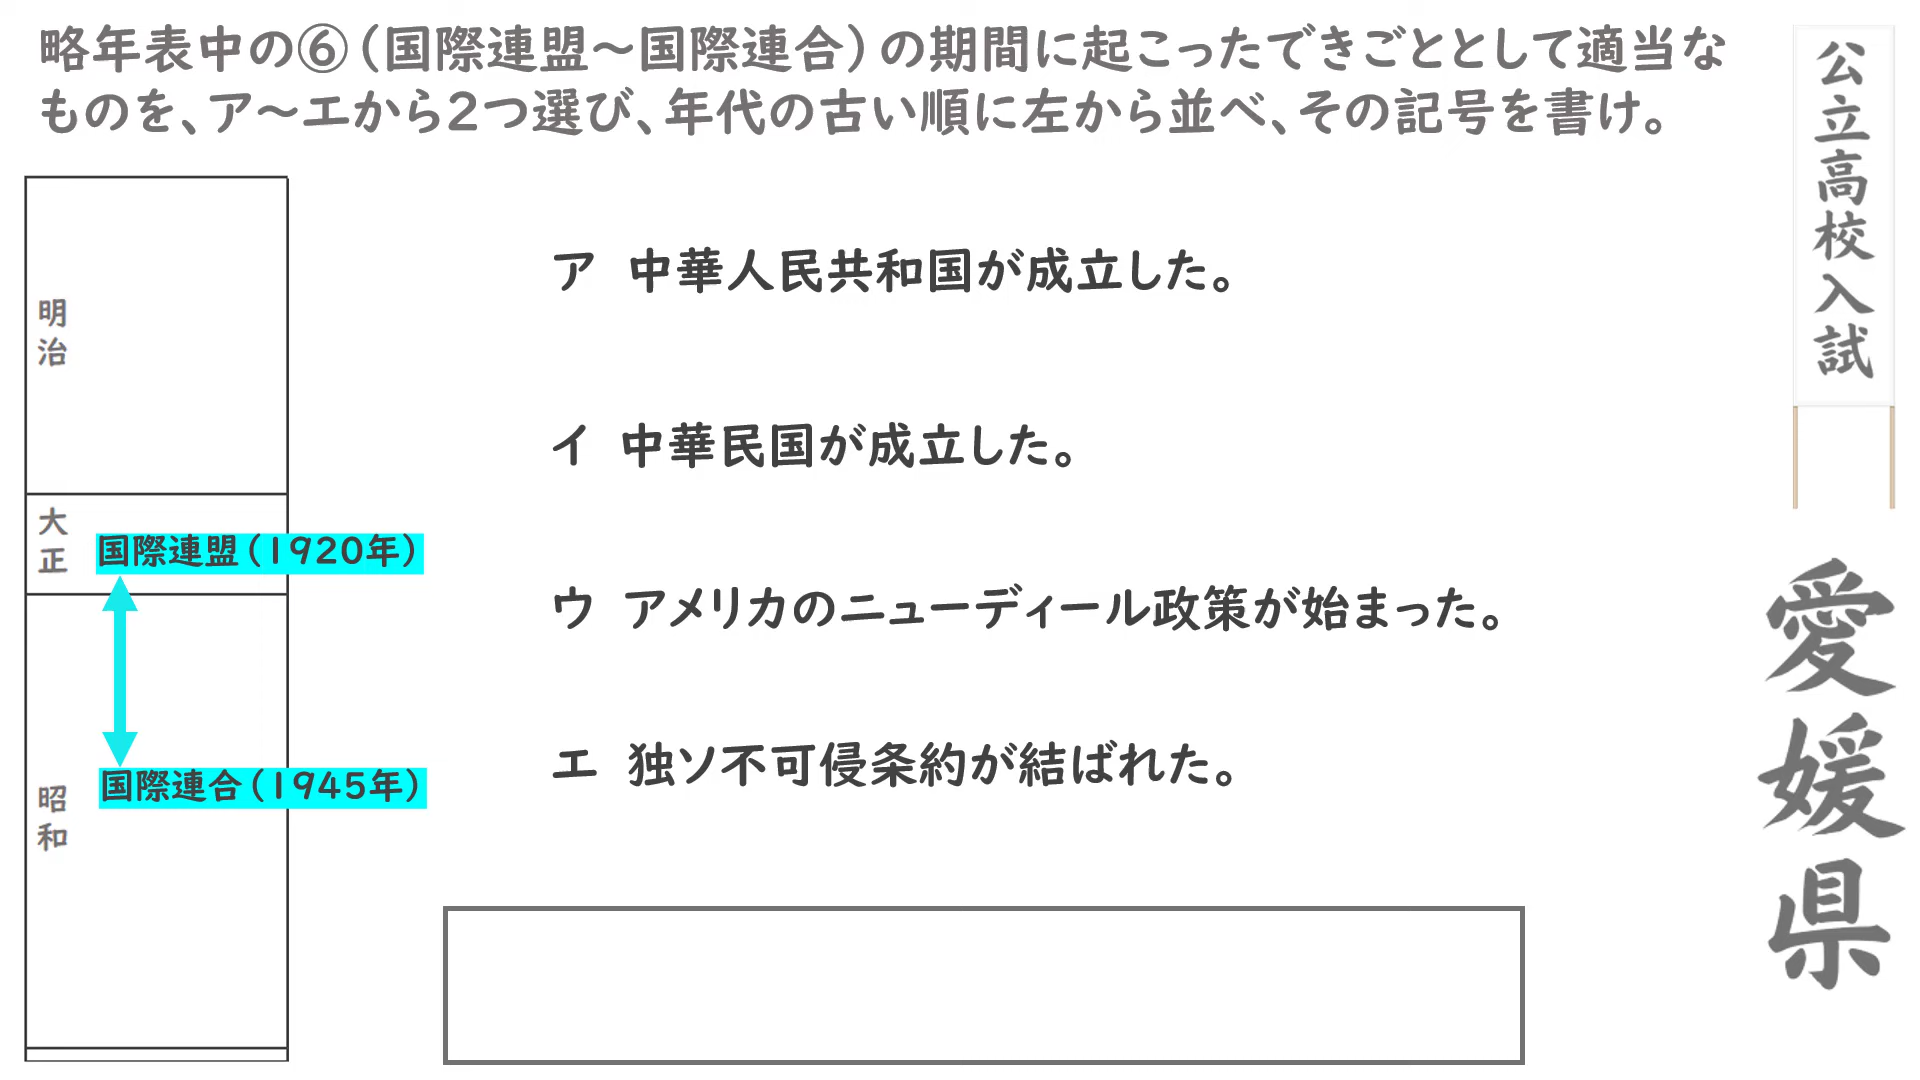 略年表中の⑥（国際連盟～国際連合）の期間に起こったできごととして適当な
ものを、ア～エから2つ選び、年代の古い順に左から並べ、その記号を書け。
明治
大正
国際連盟（1920年）
国際連合（1945年）
昭和
ア 中華人民共和国が成立した。
イ 中華民国が成立した。
ウ アメリカのニューディール政策が始まった。
エ 独ソ不可侵条約が結ばれた。
公立高校入試
愛媛県